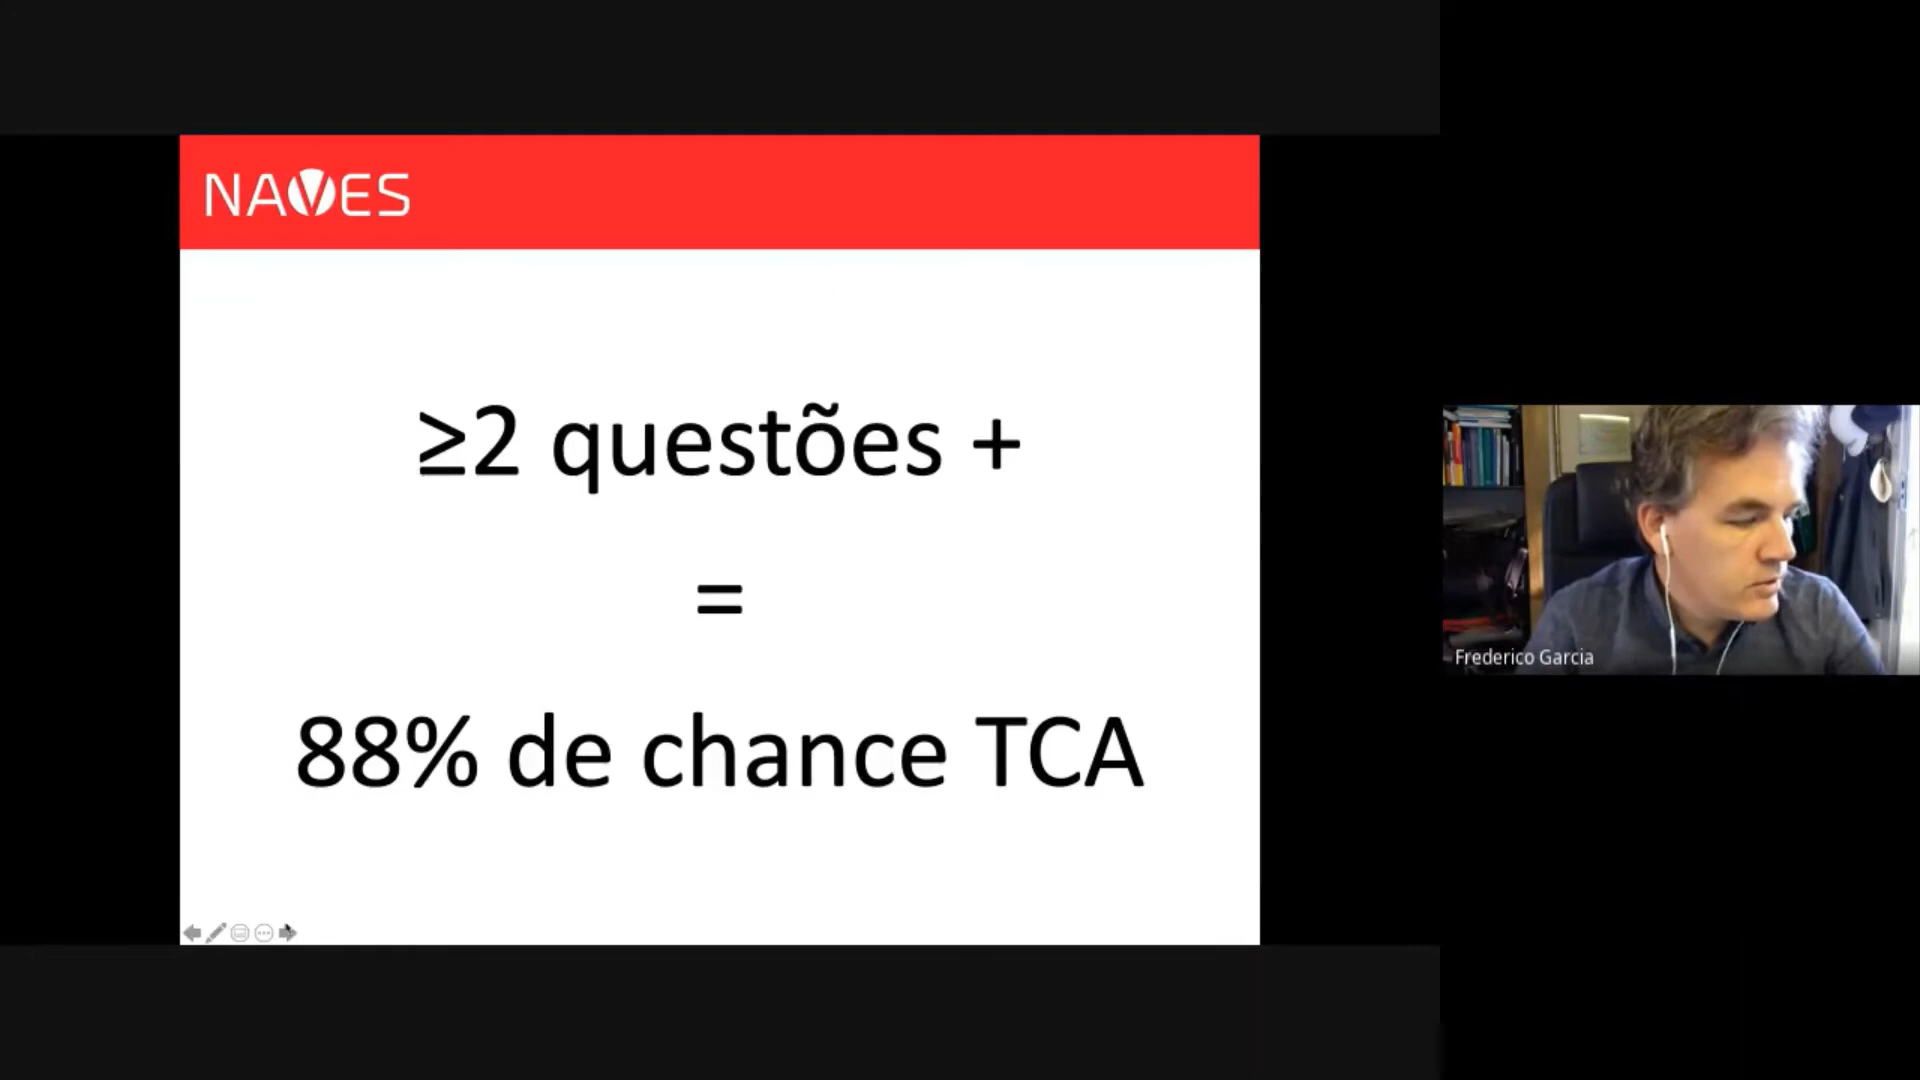 NAVES
≥2 questões +
=
88% de chance TCA
Frederico Garcia